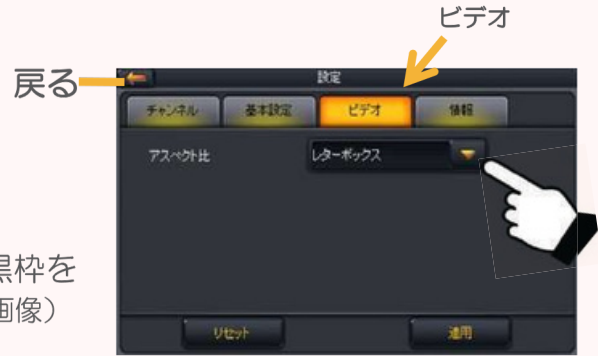 ビデオ
戻る
設定
チャンネル 基本設定 ビデオ 情報
アスペクト比 レターボックス
黒枠を
画像）
リセット 適用